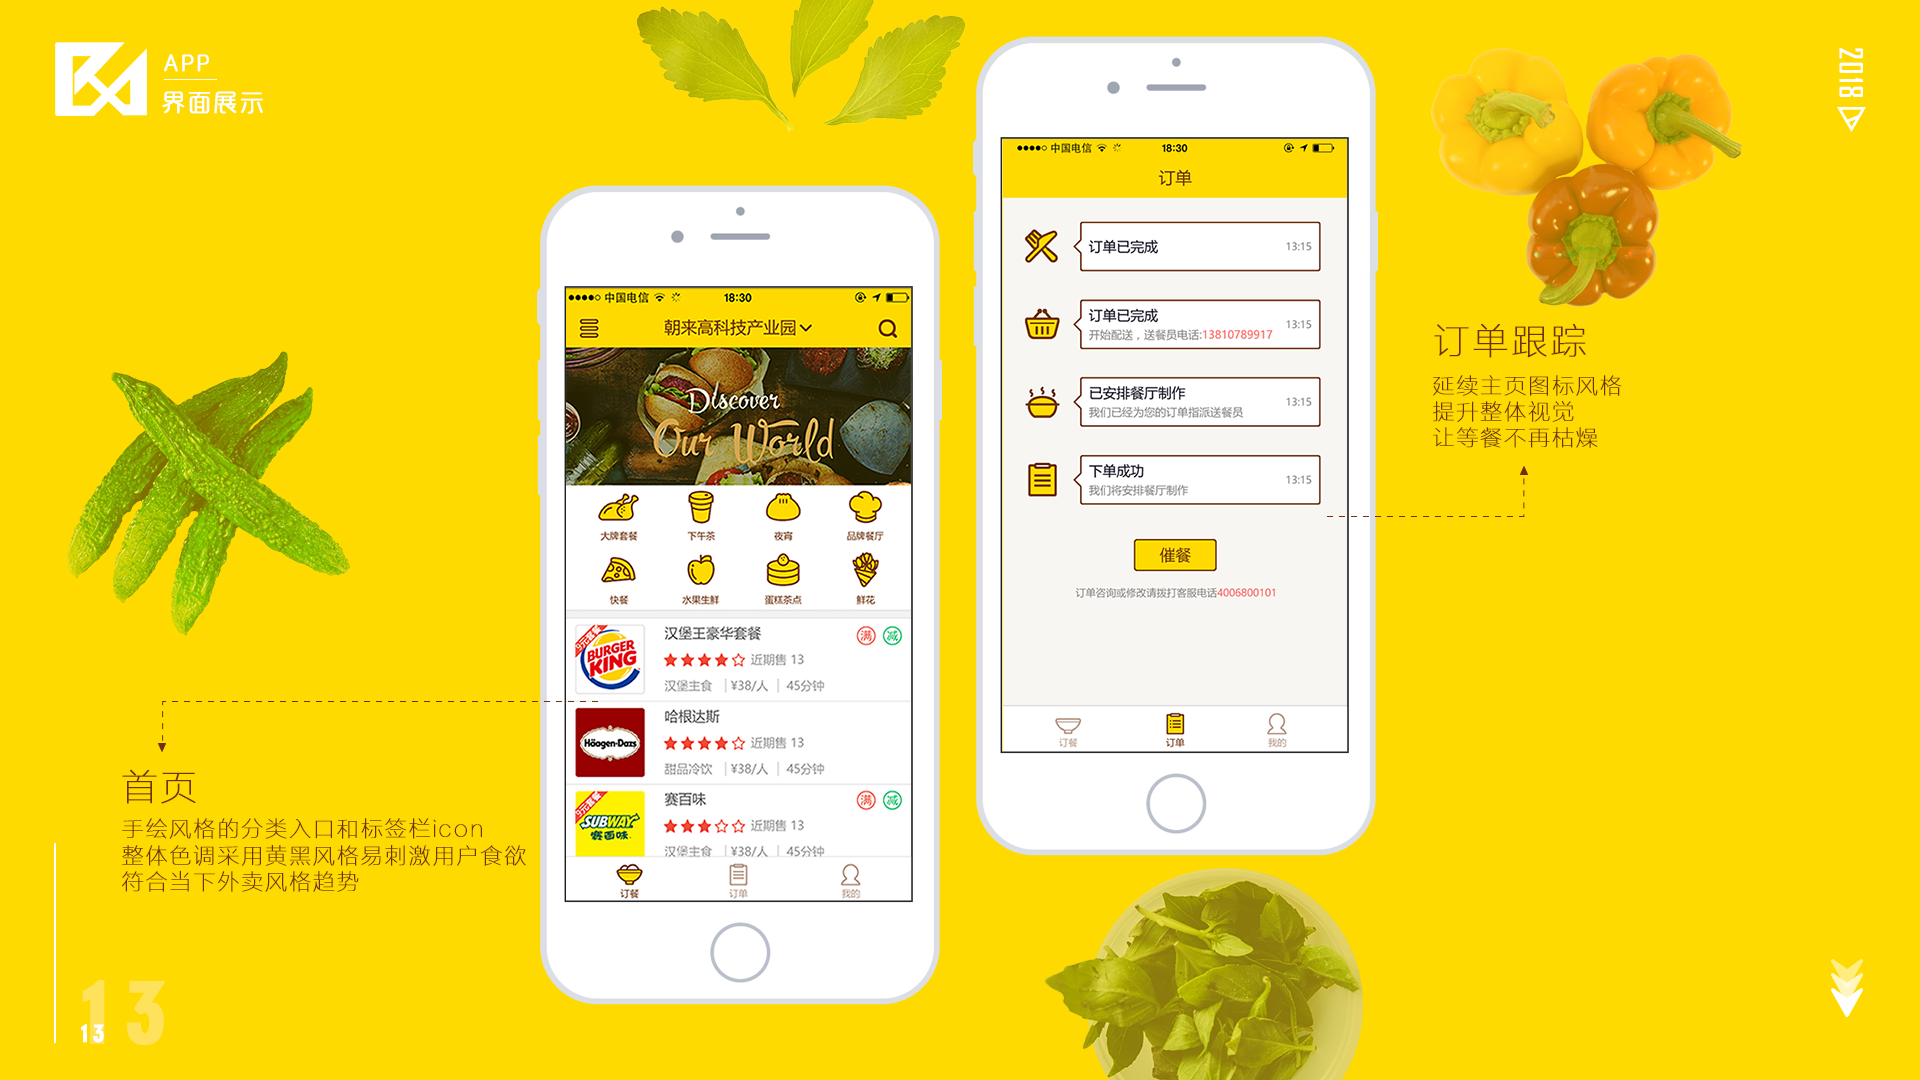 APP
界面展示
2018
中国电信
18:30
朝来高科技产业园
Discover
Our World
大牌套餐
下午茶
夜宵
品牌餐厅
快餐
水果生鲜
蛋糕茶点
鲜花
BURGER
KING
汉堡王豪华套餐
满 减
近期售 13
汉堡主食 | ¥38/人 | 45分钟
Häagen-Dazs
哈根达斯
近期售 13
甜品冷饮 | ¥38/人 | 45分钟
SUBWAY
赛百味
赛百味
满 减
近期售 13
汉堡主食 | ¥38/人 | 45分钟
订餐
订单
我的
中国电信
18:30
订单
订单已完成
13:15
订单已完成
开始配送，送餐员电话:13810789917
13:15
已安排餐厅制作
我们已经为您的订单指派送餐员
13:15
下单成功
我们将安排餐厅制作
13:15
催餐
订单咨询或修改请拨打客服电话4006800101
订餐
订单
我的
订单跟踪
延续主页图标风格
提升整体视觉
让等餐不再枯燥
首页
手绘风格的分类入口和标签栏icon
整体色调采用黄黑风格易刺激用户食欲
符合当下外卖风格趋势
13
13